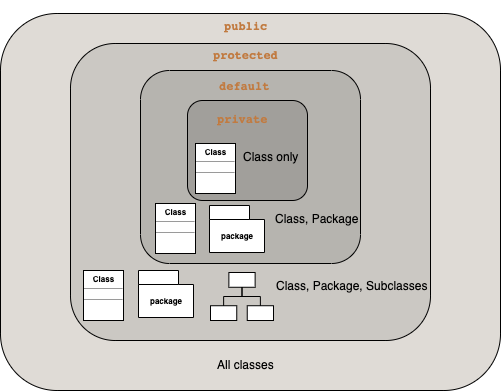 public
protected
default
private
Class
Class only
Class
package
Class, Package
Class
package
Class, Package, Subclasses
All classes